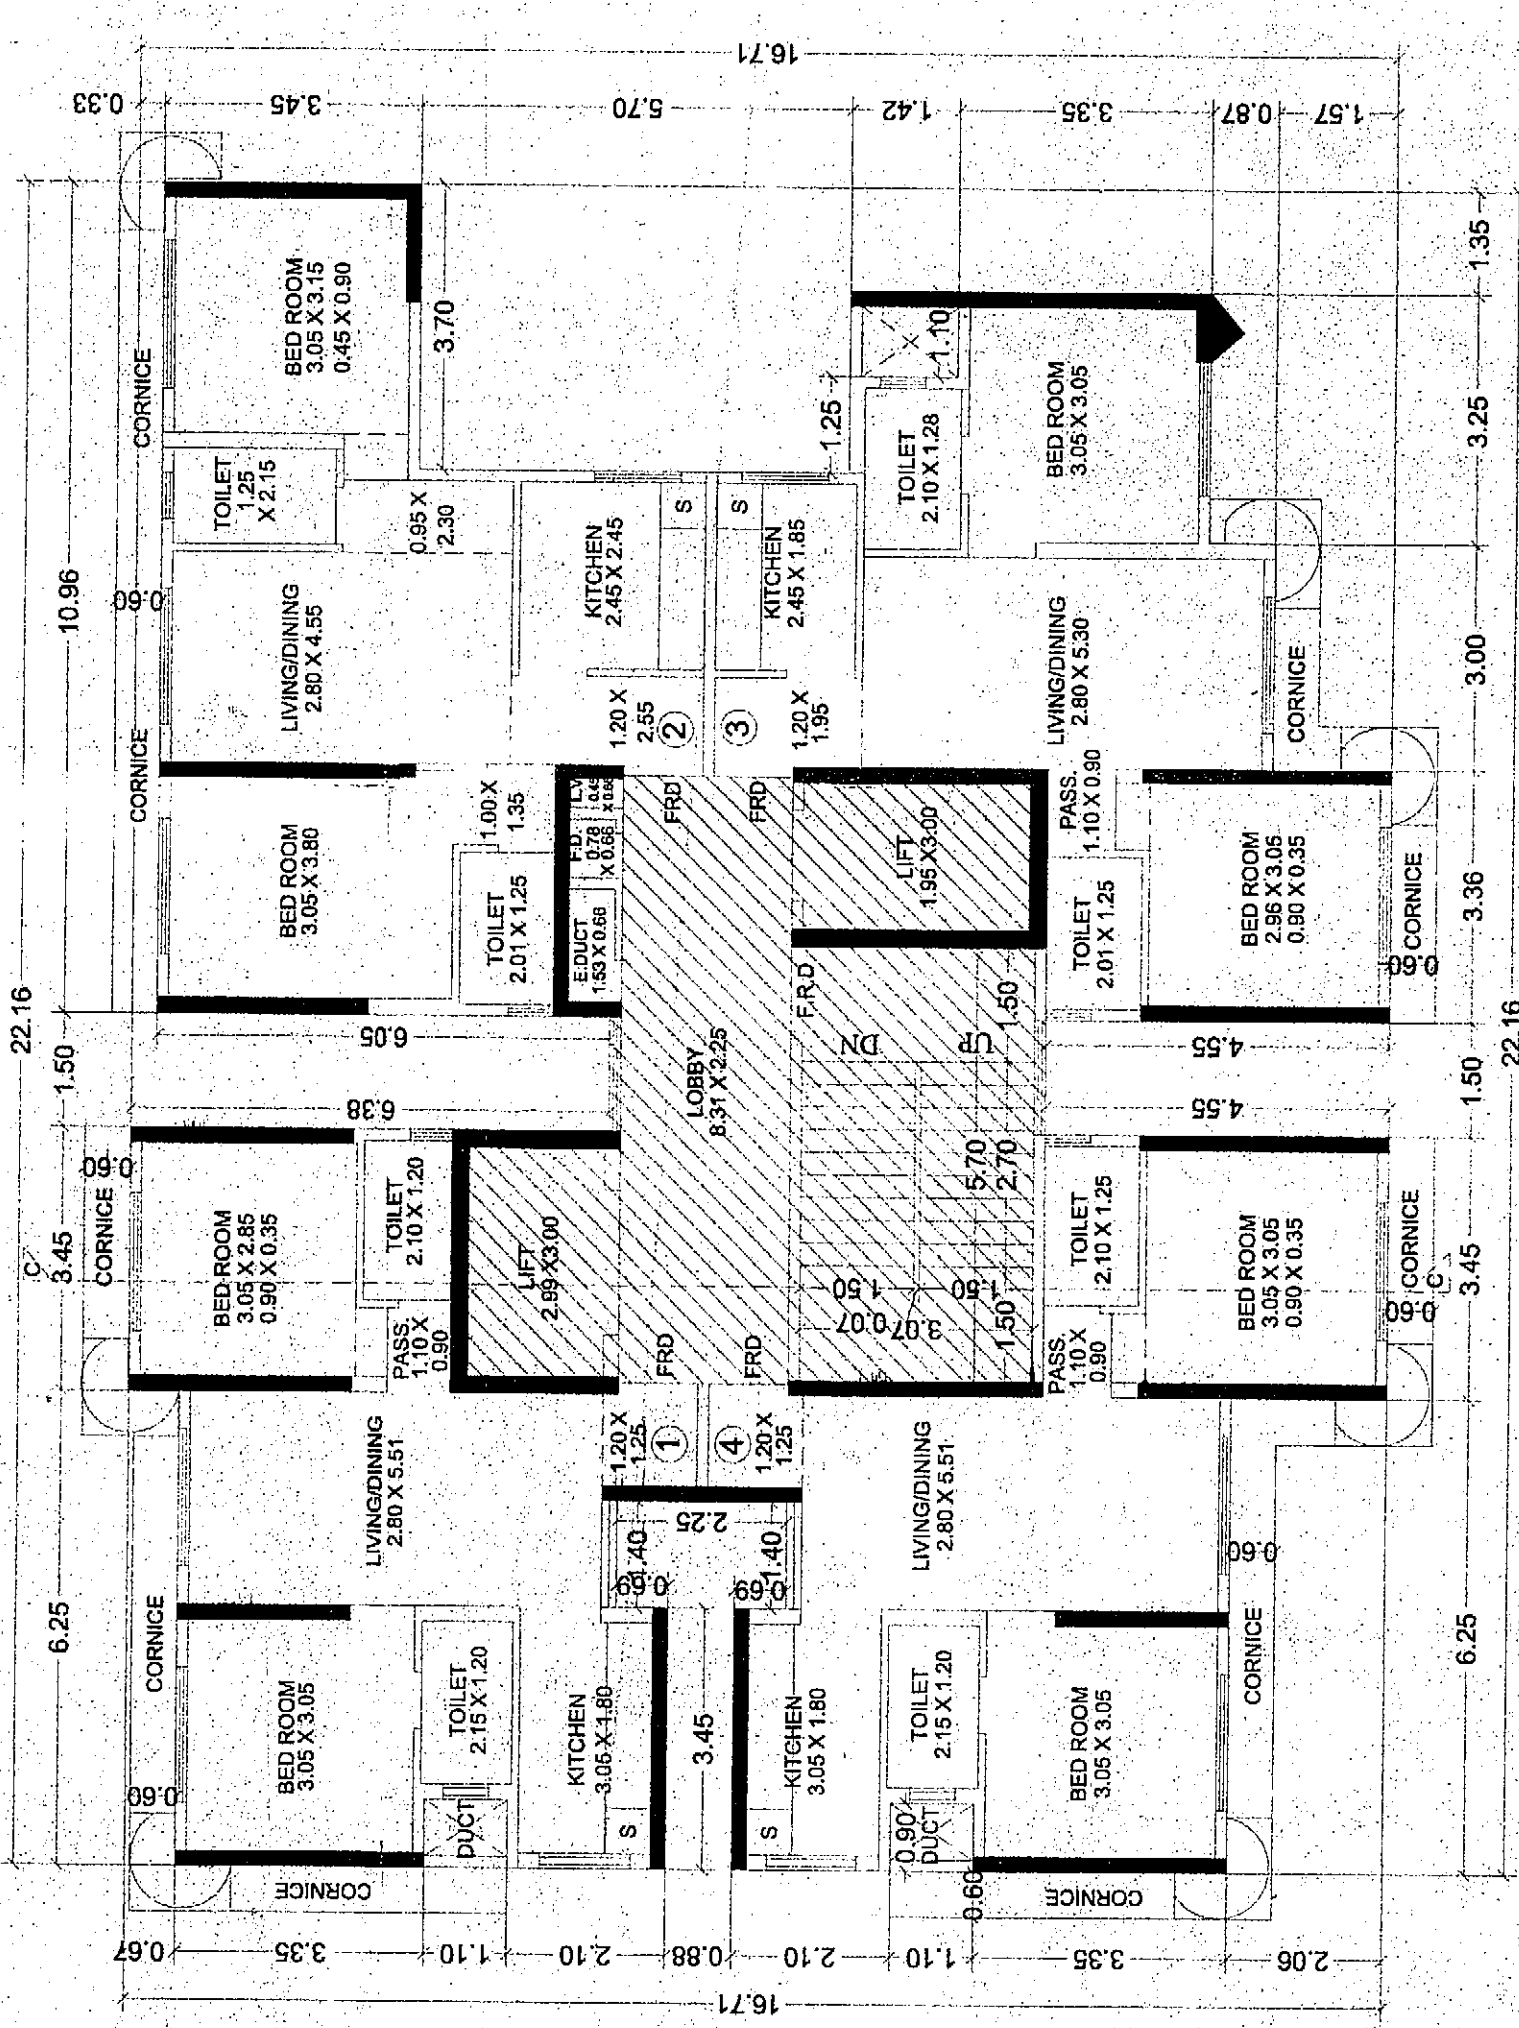 22.16
6.25
3.45
1.50
10.96
C'
16.71
0.67
3.35
1.10
2.10
0.88
2.10
1.10
3.35
2.06
CORNICE
0.60
CORNICE
0.60
CORNICE
0.60
CORNICE
CORNICE
BED ROOM
3.05 X 3.05
TOILET
2.15 X 1.20
DUCT
KITCHEN
3.05 X 1.80
S
LIVING/DINING
2.80 X 5.51
BED ROOM
3.05 X 2.85
0.90 X 0.35
TOILET
2.10 X 1.20
PASS.
1.10 X
0.90
LIFT
2.99 X 3.00
1.20 X
1.25
1
6.38
6.05
BED ROOM
3.05 X 3.80
TOILET
2.01 X 1.25
1.00 X
1.35
E.DUCT
1.53 X 0.66
F.D.
0.78
X 0.66
L.V.
0.45
X 0.66
LIVING/DINING
2.80 X 4.55
TOILET
1.25
X 2.15
0.95 X
2.30
BED ROOM
3.05 X 3.15
0.45 X 0.90
3.70
KITCHEN
2.45 X 2.45
S
1.20 X
2.55
2
FRD
FRD
FRD
FRD
LOBBY
8.31 X 2.25
3.45
0.69
1.40
2.25
1.40
0.69
4
1.20 X
1.25
F.R.D
DN
UP
1.50
5.70
2.70
1.50
1.50
3.07
0.07
1.50
LIFT
1.95 X 3.00
3
1.20 X
1.95
KITCHEN
2.45 X 1.85
S
1.25
1.10
TOILET
2.10 X 1.28
BED ROOM
3.05 X 3.05
LIVING/DINING
2.80 X 5.30
PASS.
1.10 X 0.90
TOILET
2.01 X 1.25
BED ROOM
2.96 X 3.05
0.90 X 0.35
4.55
4.55
TOILET
2.10 X 1.25
PASS.
1.10 X
0.90
BED ROOM
3.05 X 3.05
0.90 X 0.35
LIVING/DINING
2.80 X 5.51
KITCHEN
3.05 X 1.80
S
0.90
DUCT
TOILET
2.15 X 1.20
BED ROOM
3.05 X 3.05
0.60
CORNICE
CORNICE
0.60
CORNICE
0.60
CORNICE
0.60
CORNICE
C'
6.25
3.45
1.50
3.36
3.00
3.25
1.35
22.16
0.33
3.45
5.70
1.42
3.35
0.87
1.57
16.71